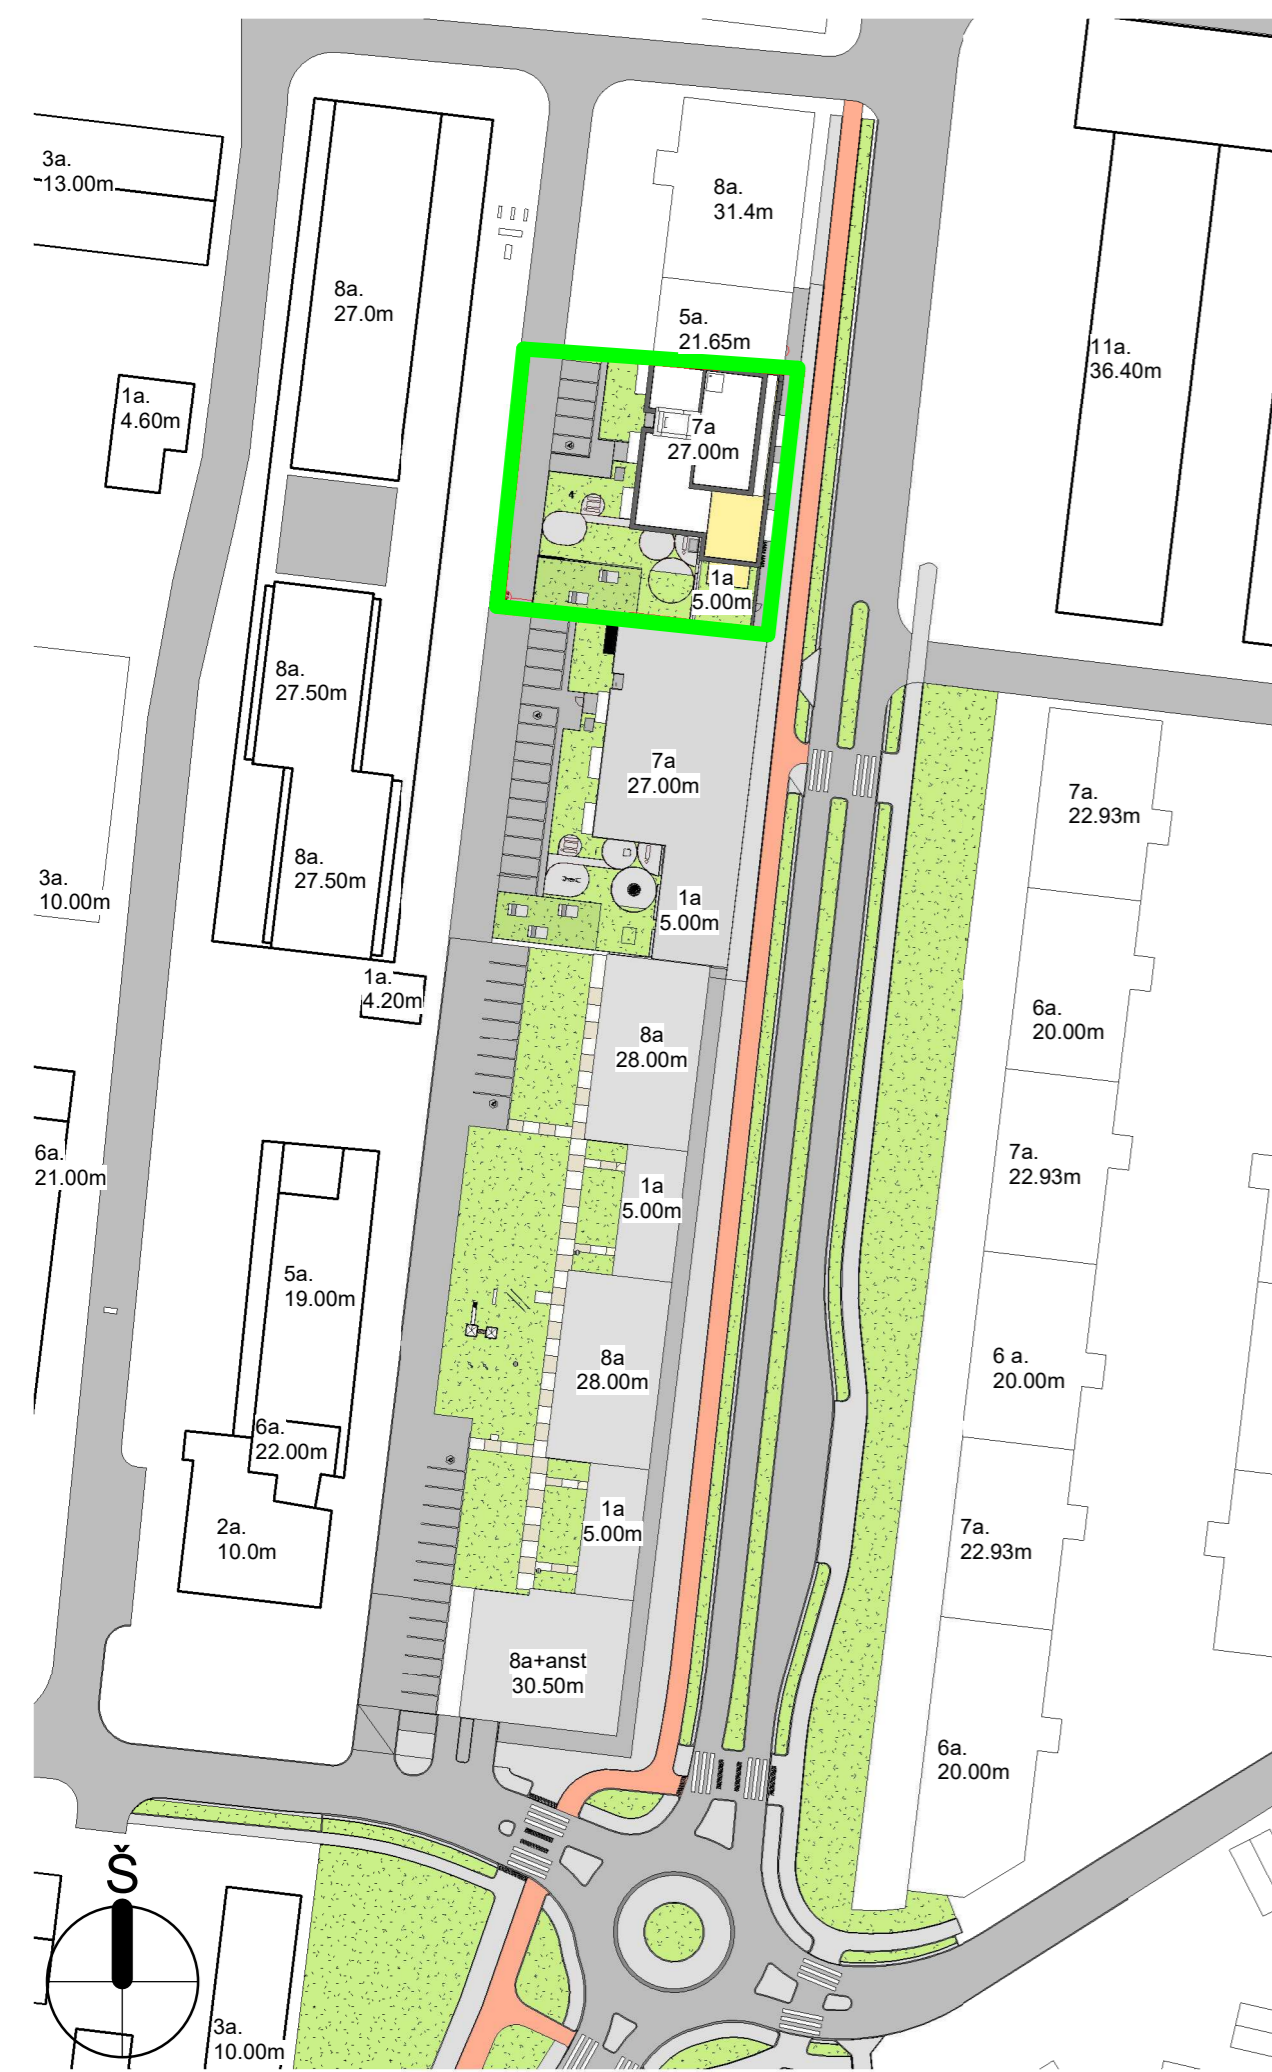 3a.
13.00m
8a.
31.4m
8a.
27.0m
5a.
21.65m
11a.
36.40m
1a.
4.60m
7a
27.00m
4
1a
5.00m
8a.
27.50m
7a
27.00m
7a.
22.93m
8a.
27.50m
3a.
10.00m
1a
5.00m
1a.
4.20m
6a.
20.00m
8a
28.00m
6a.
21.00m
7a.
22.93m
1a
5.00m
5a.
19.00m
8a
28.00m
6 a.
20.00m
6a.
22.00m
2a.
10.0m
1a
5.00m
7a.
22.93m
8a+anst
30.50m
6a.
20.00m
Š
3a.
10.00m